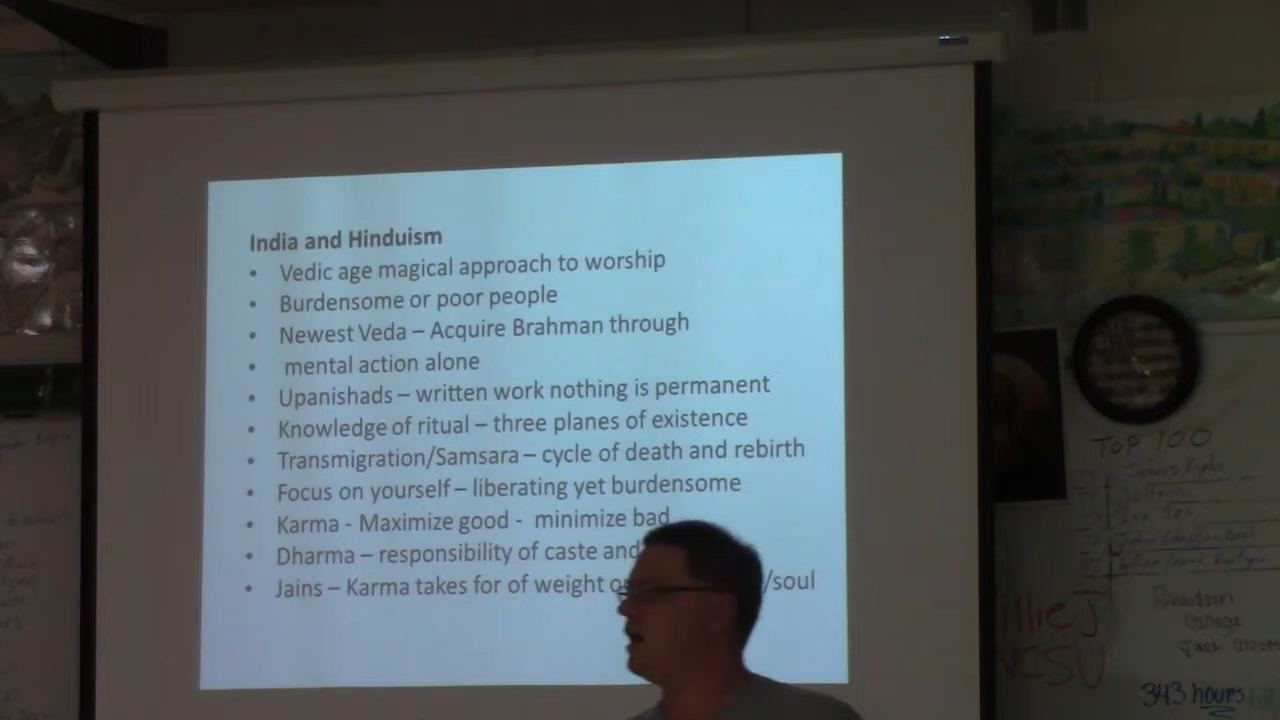 India and Hinduism
• Vedic age magical approach to worship
• Burdensome or poor people
• Newest Veda – Acquire Brahman through
• mental action alone
• Upanishads – written work nothing is permanent
• Knowledge of ritual – three planes of existence
• Transmigration/Samsara – cycle of death and rebirth
• Focus on yourself – liberating yet burdensome
• Karma - Maximize good - minimize bad
• Dharma – responsibility of caste and
• Jains – Karma takes for of weight /soul
TOP 100
Bowdoin
College
Jack
343 hours